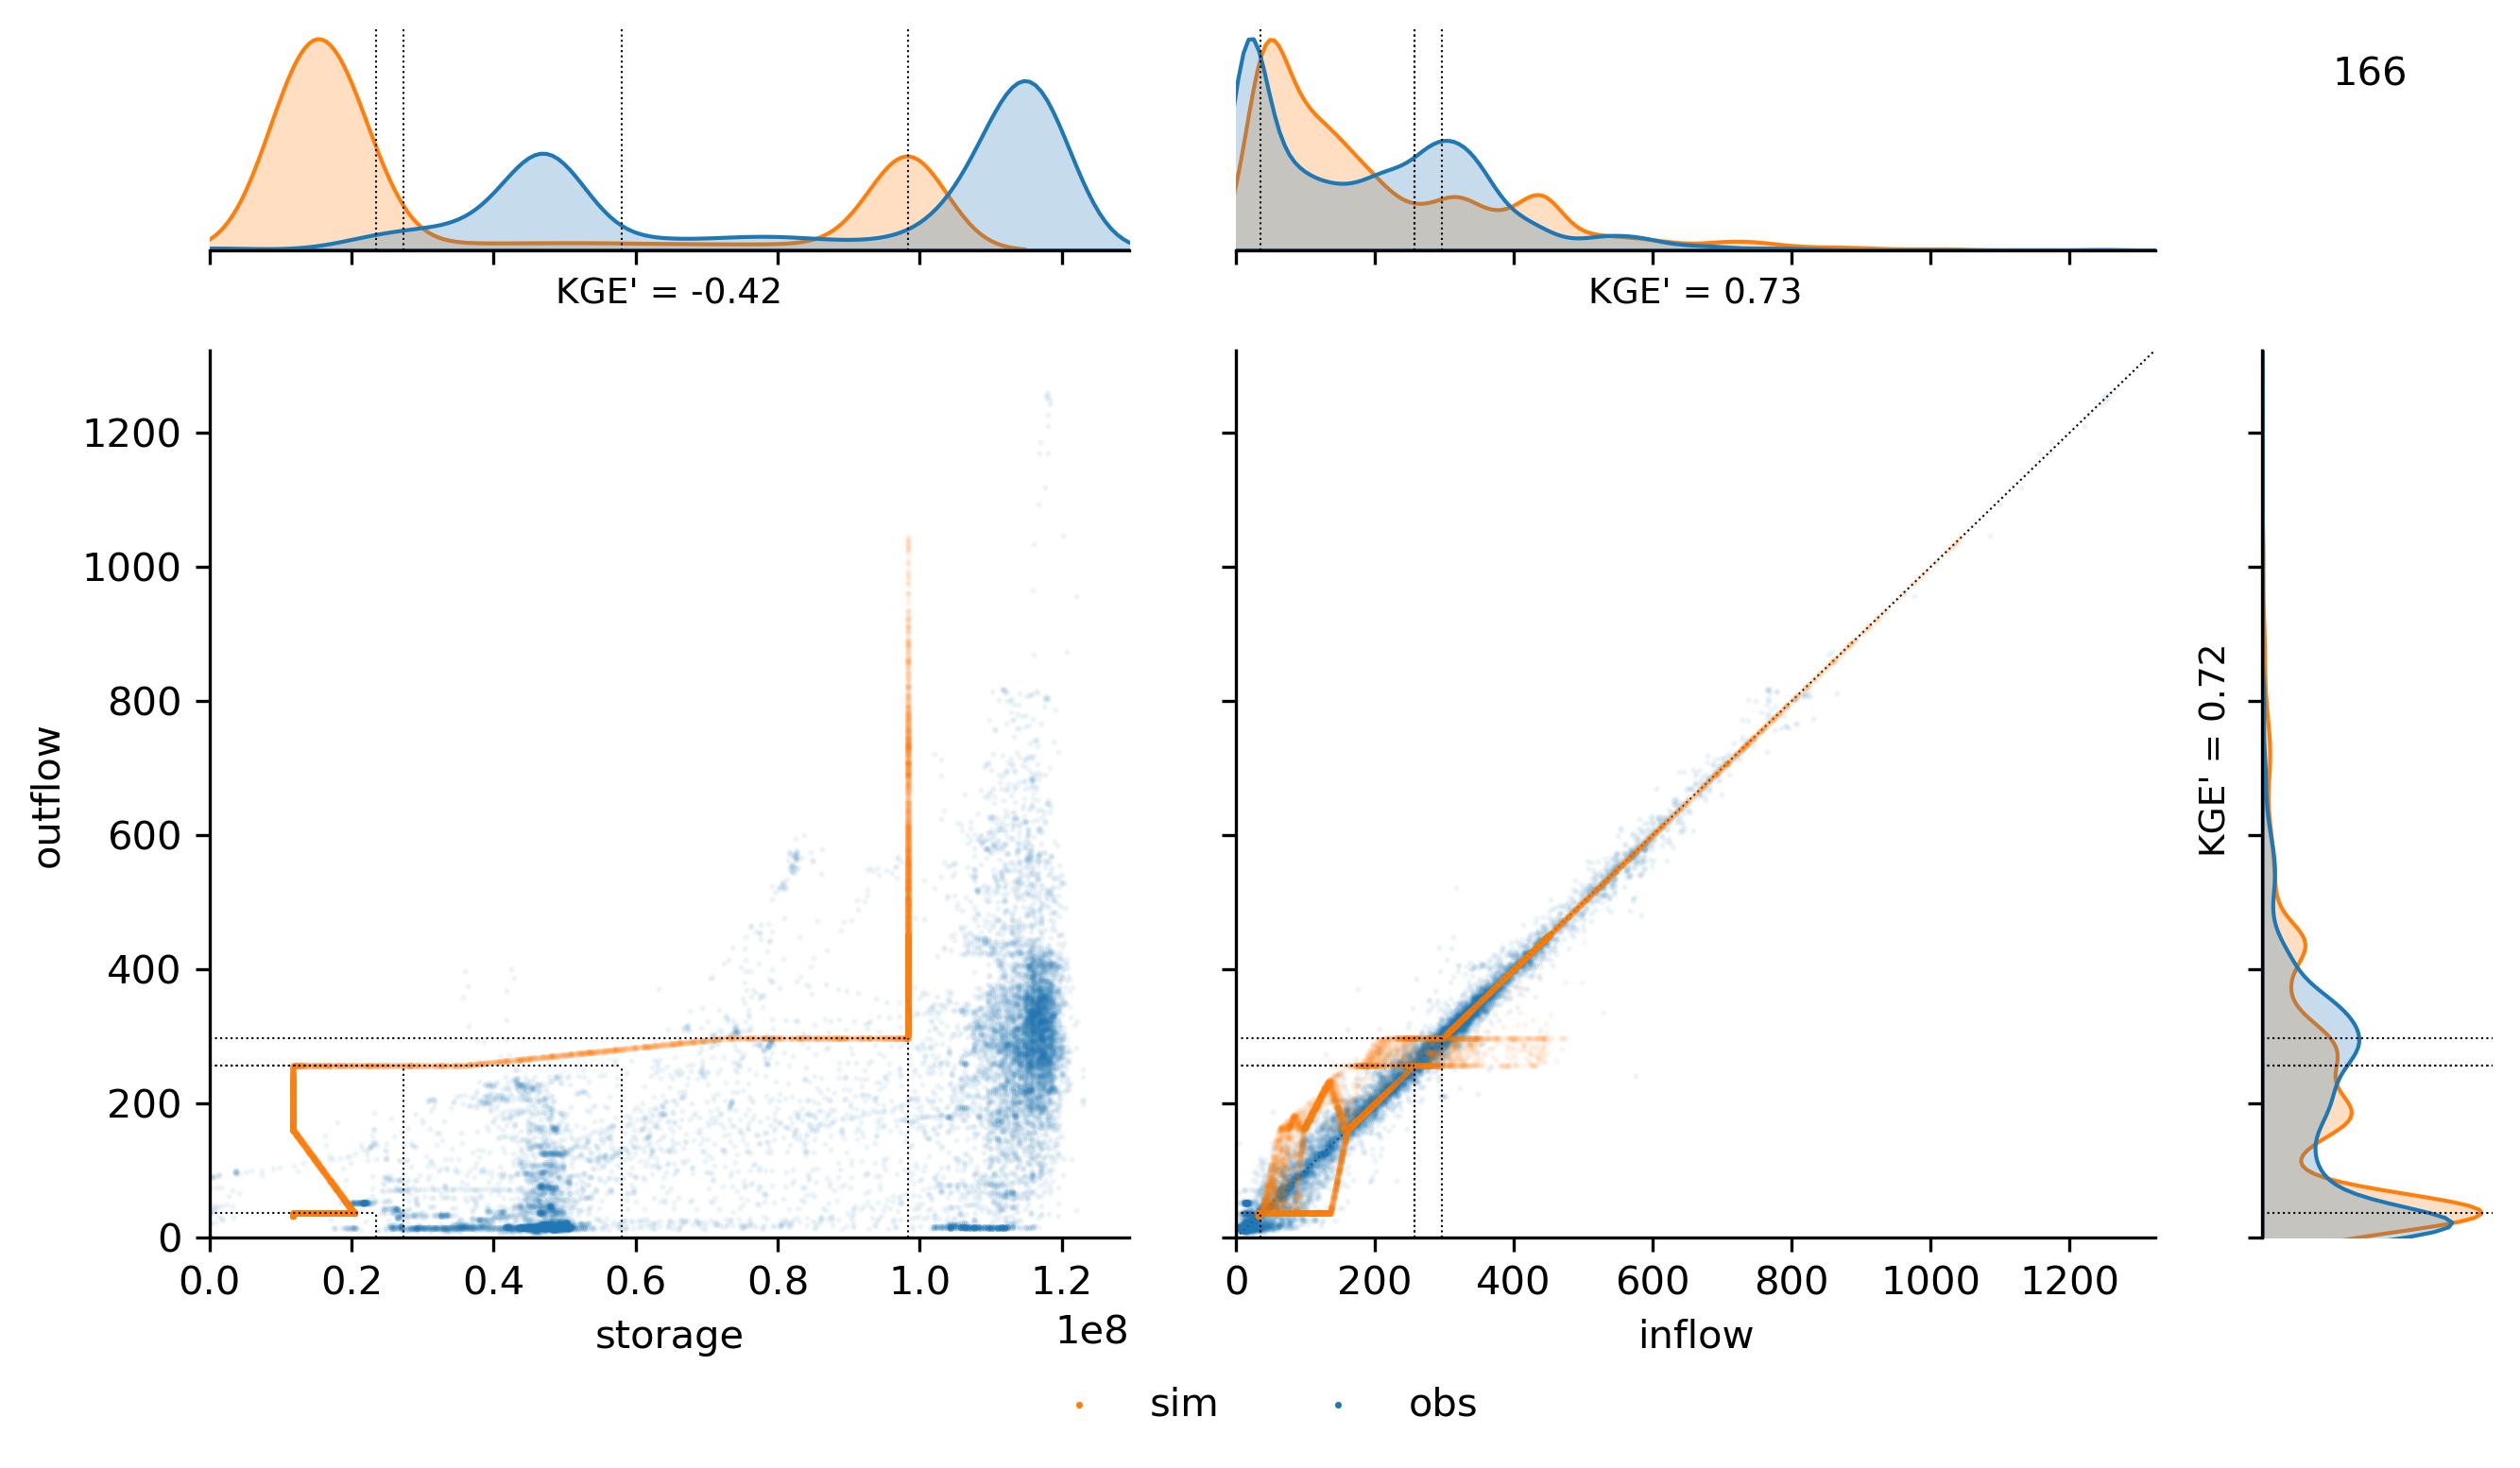 166
KGE' = -0.42
KGE' = 0.73
outflow
1200
1000
800
600
400
200
0
KGE' = 0.72
0.0 0.2 0.4 0.6 0.8 1.0 1.2
1e8
storage
0 200 400 600 800 1000 1200
inflow
sim obs